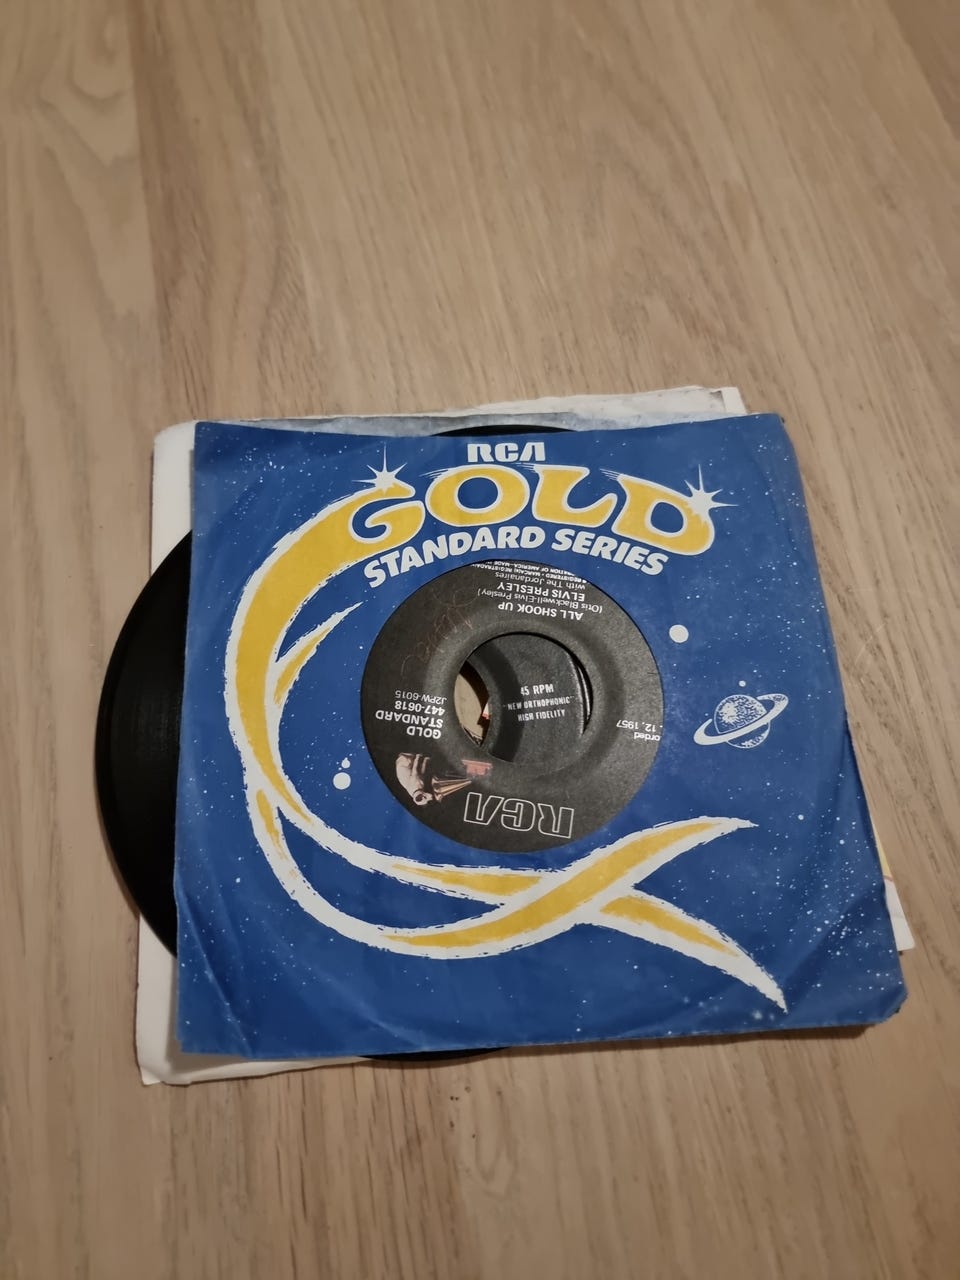 RCA
GOLD
STANDARD SERIES
RCA
GOLD
STANDARD
447-0618
J2PW-6015
12, 1957
ALL SHOOK UP
(Otis Blackwell-Elvis Presley)
ELVIS PRESLEY
with The Jordanaires
45 RPM
"NEW ORTHOPHONIC"
HIGH FIDELITY